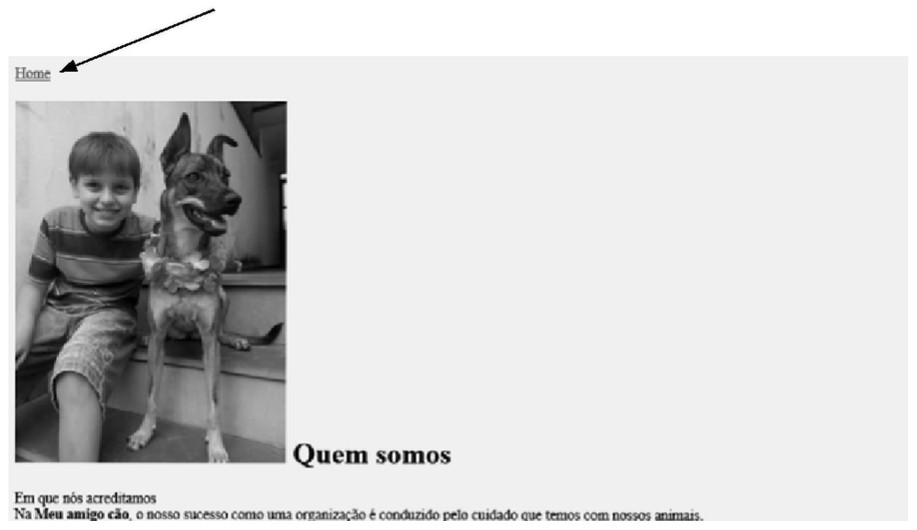 Home
Quem somos
Em que nós acreditamos
Na Meu amigo cão, o nosso sucesso como uma organização é conduzido pelo cuidado que temos com nossos animais.